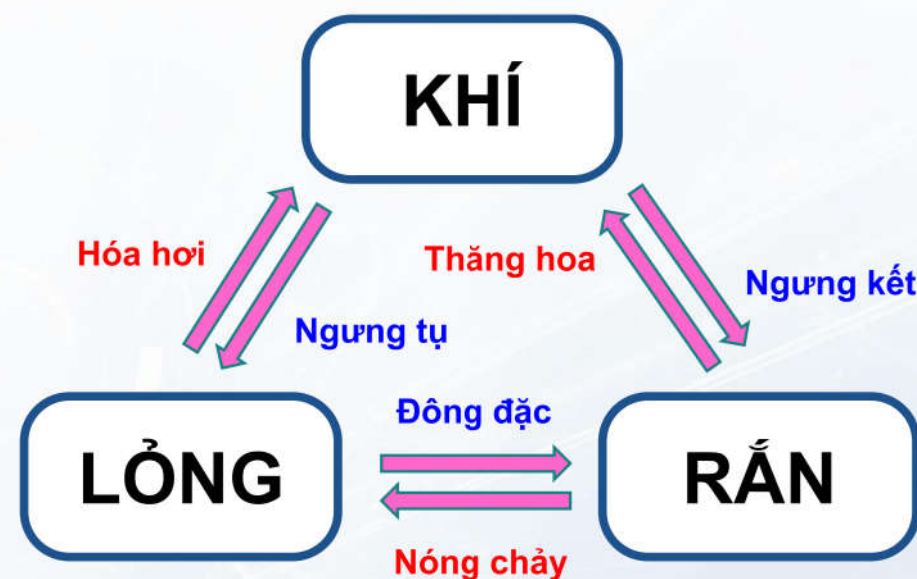 KHÍ
Hóa hơi
Thăng hoa
Ngưng kết
Ngưng tụ
Đông đặc
LỎNG
RẮN
Nóng chảy